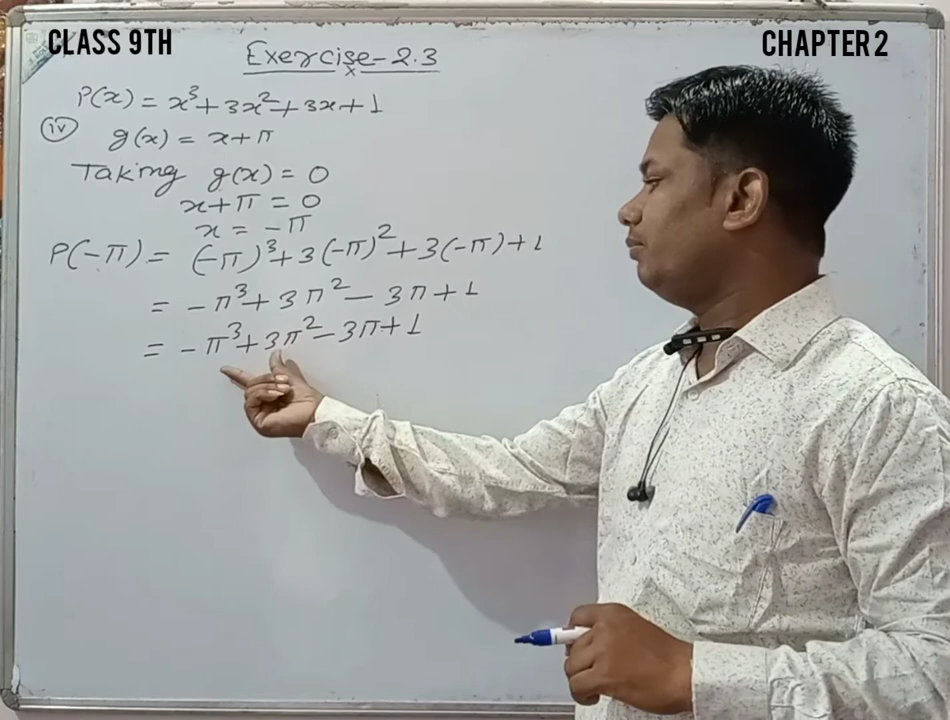 CLASS 9TH
CHAPTER 2
Exercise-2.3
P(x) = x³+3x²+3x+1
(iv) g(x) = x+π
Taking g(x) = 0
x+π = 0
x = -π
P(-π) = (-π)³+3(-π)²+3(-π)+1
= -π³+3π²-3π+1
= -π³+3π²-3π+1